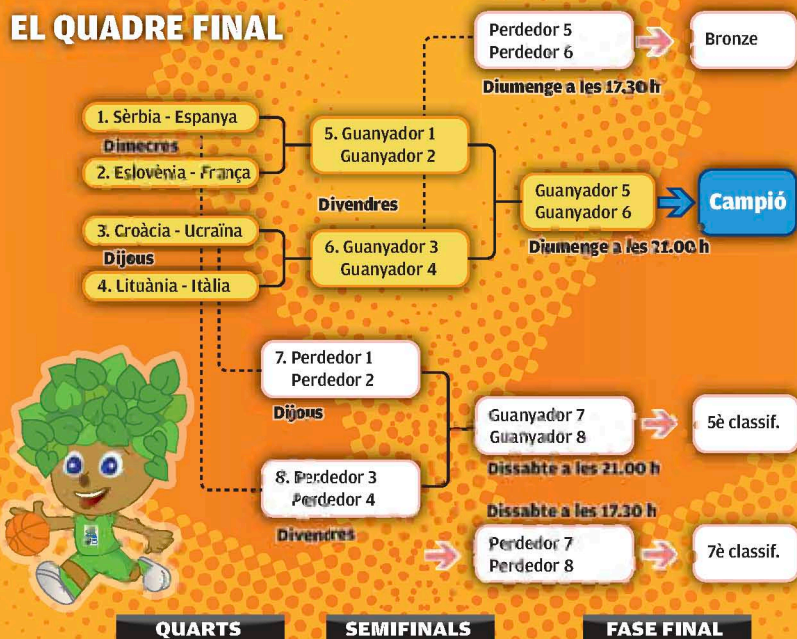 EL QUADRE FINAL
Perdedor 5
Perdedor 6
Bronze
Diumenge a les 17.30 h
1. Sèrbia - Espanya
Dimecres
2. Eslovènia - França
5. Guanyador 1
Guanyador 2
Divendres
3. Croàcia - Ucraïna
Dijous
4. Lituània - Itàlia
6. Guanyador 3
Guanyador 4
Guanyador 5
Guanyador 6
Campió
Diumenge a les 21.00 h
7. Perdedor 1
Perdedor 2
Dijous
8. Perdedor 3
Perdedor 4
Divendres
Guanyador 7
Guanyador 8
5è classif.
Dissabte a les 21.00 h
Dissabte a les 17.30 h
Perdedor 7
Perdedor 8
7è classif.
QUARTS
SEMIFINALS
FASE FINAL